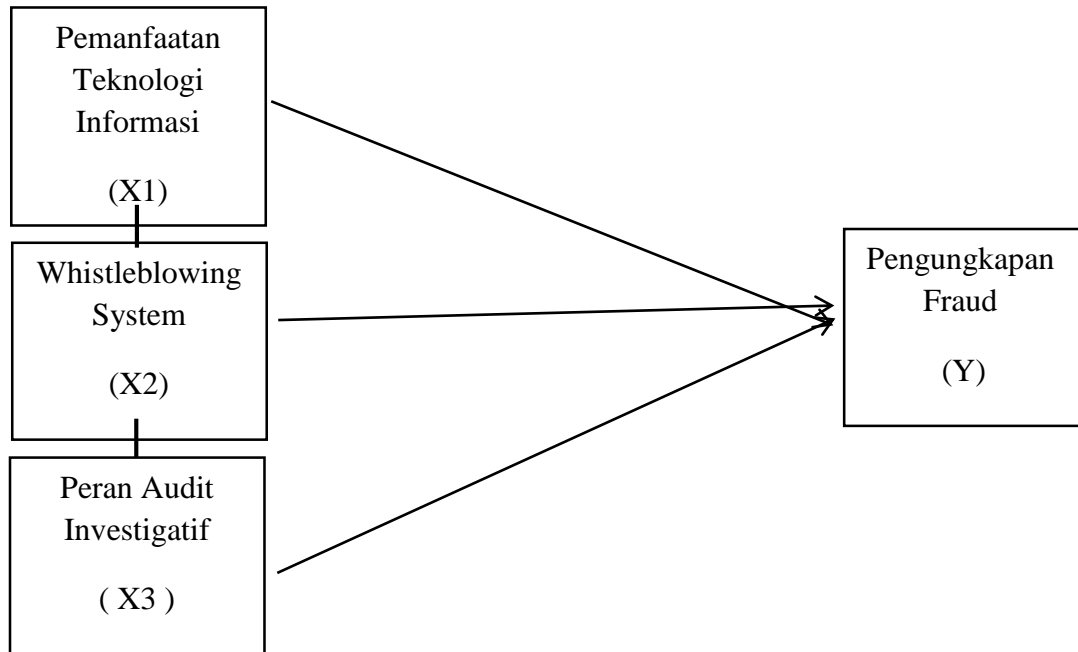 Pemanfaatan
Teknologi
Informasi
(X1)
Whistleblowing
System
(X2)
Peran Audit
Investigatif
( X3 )
Pengungkapan
Fraud
(Y)